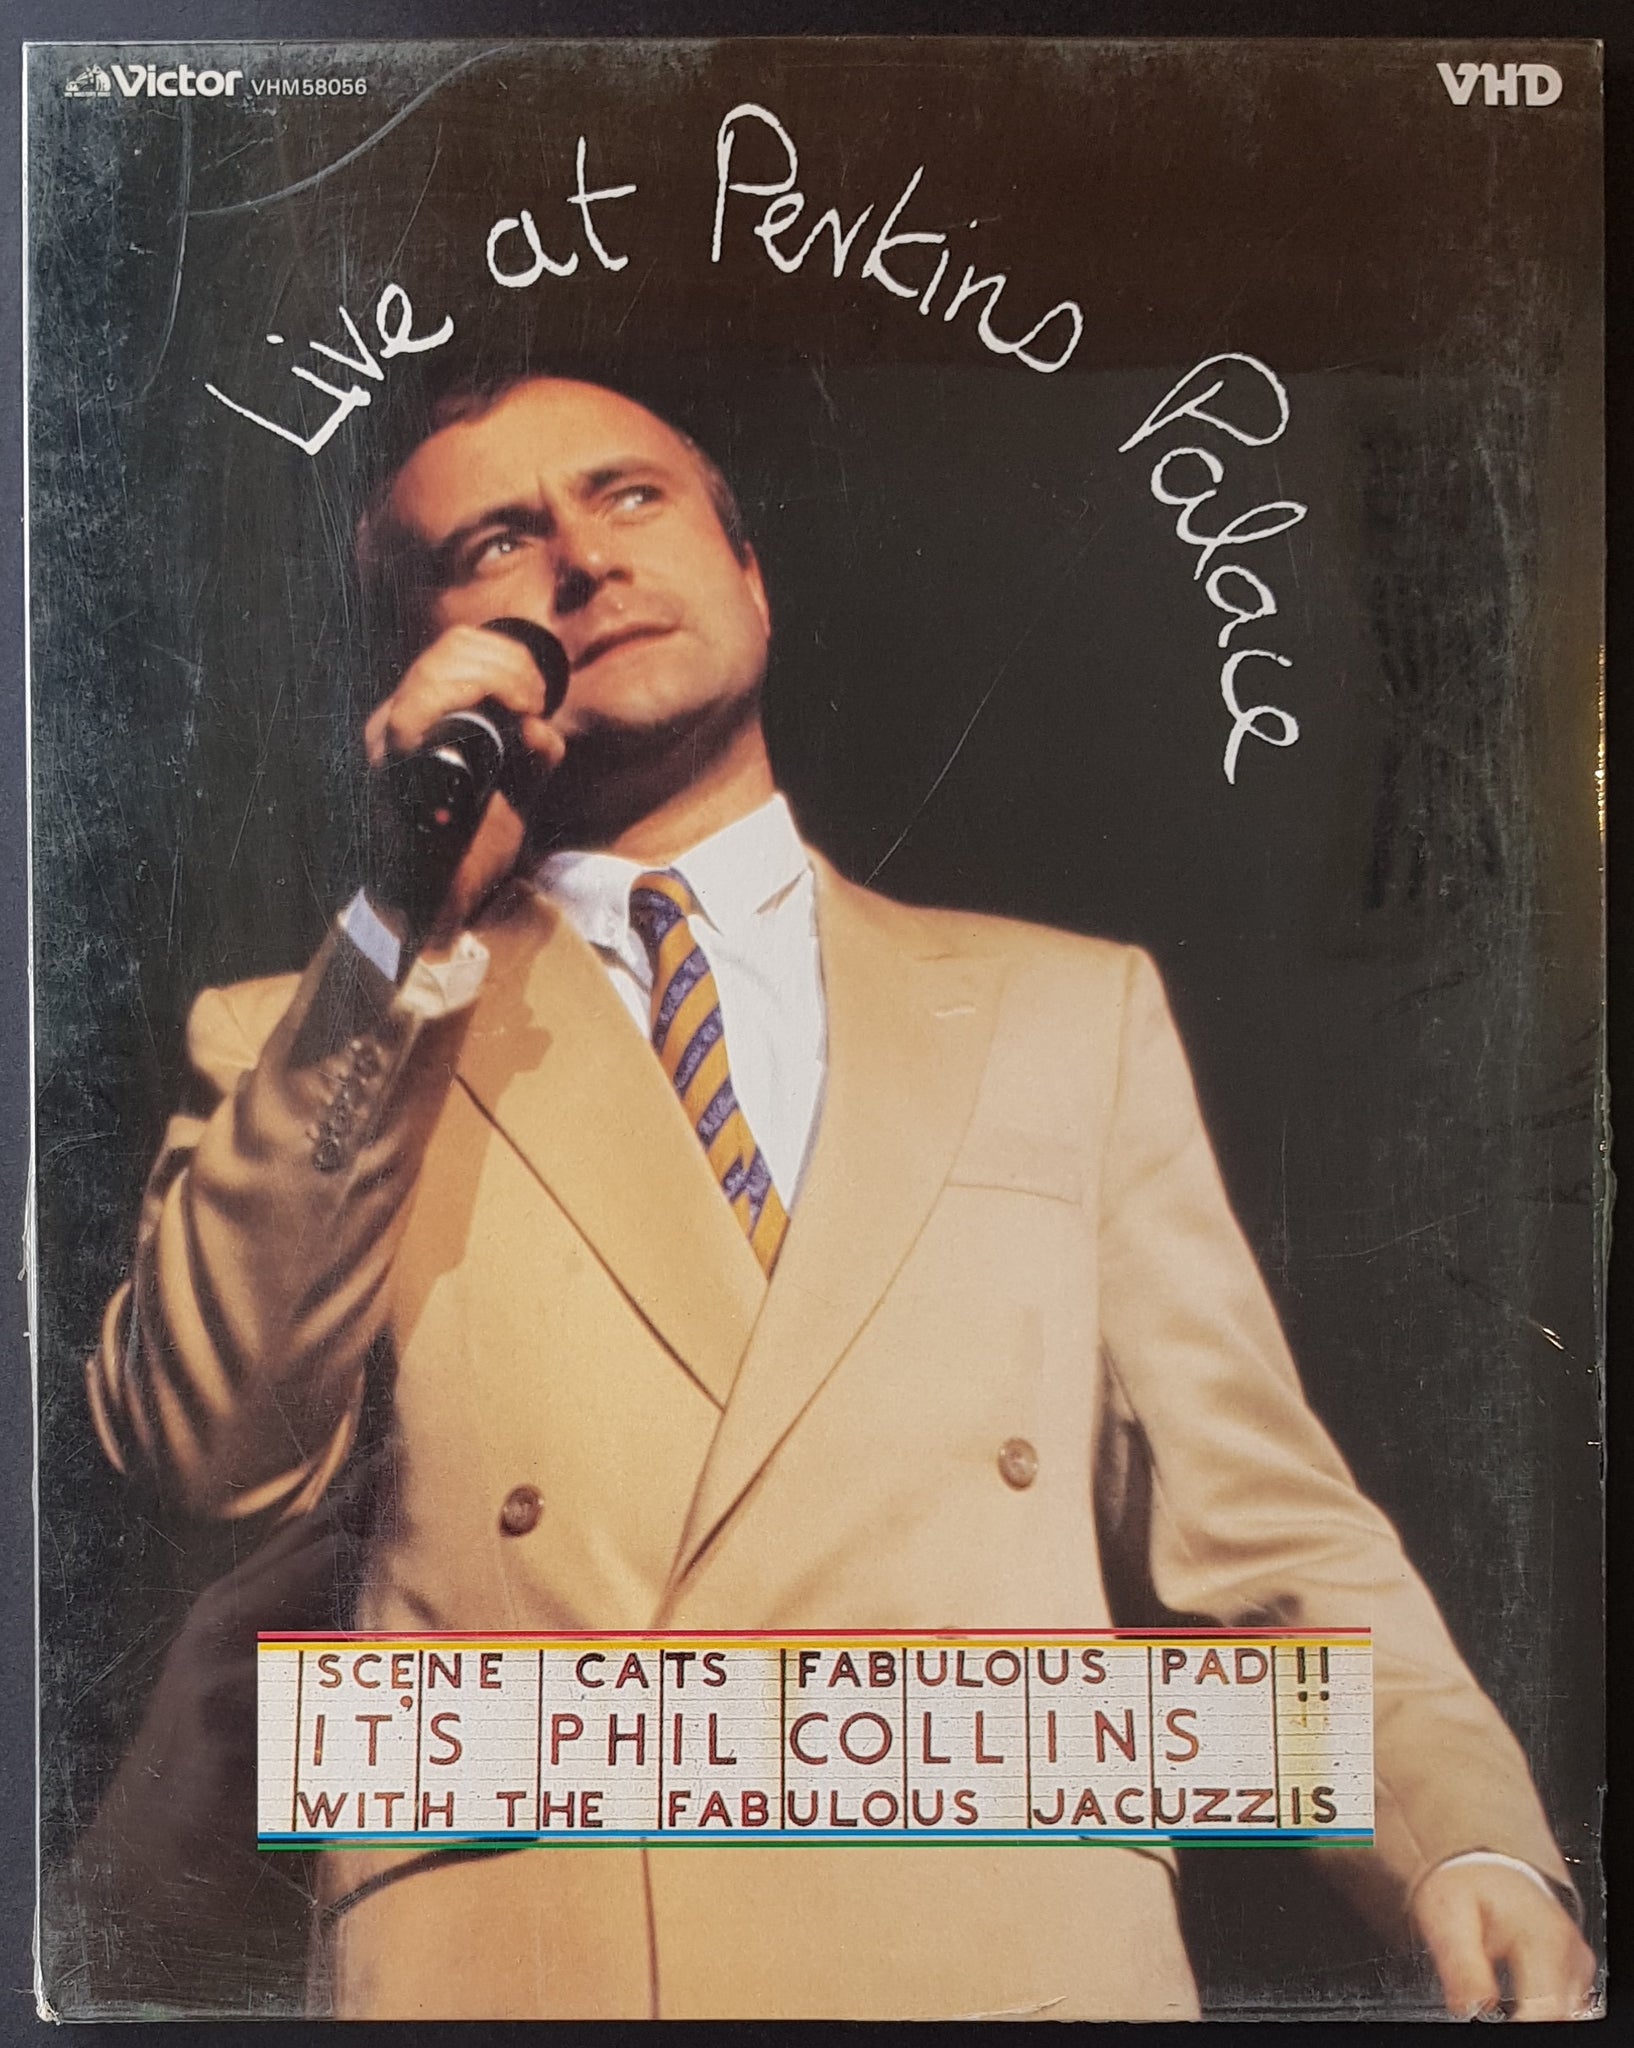 Victor VHM58056
VHD
Live at Perkins Palace
SCENE CATS FABULOUS PAD!!
IT'S PHIL COLLINS
WITH THE FABULOUS JACUZZIS